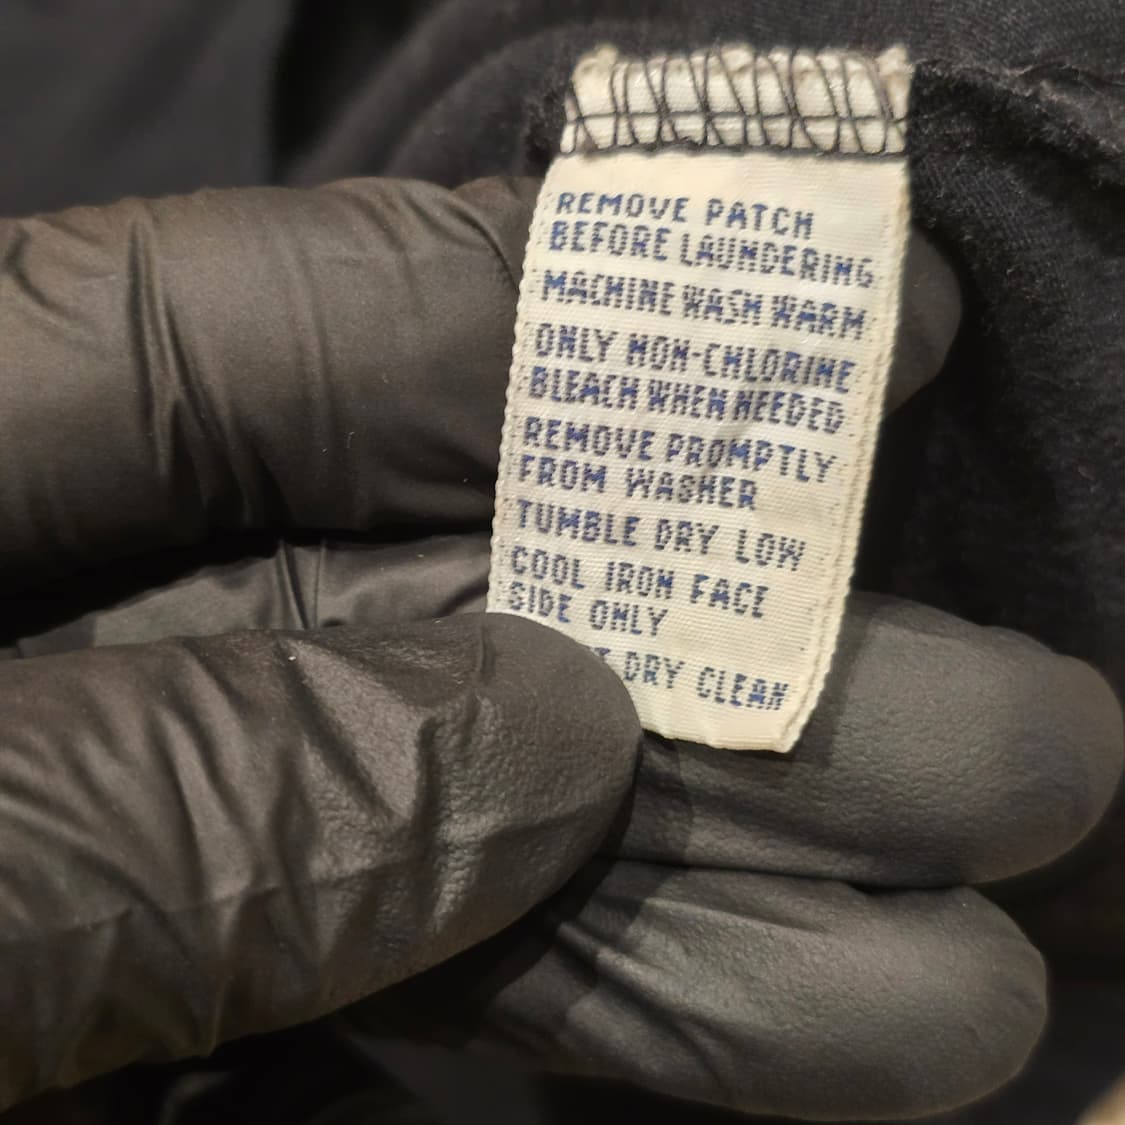 REMOVE PATCH
BEFORE LAUNDERING
MACHINE WASH WARM
ONLY NON-CHLORINE
BLEACH WHEN NEEDED
REMOVE PROMPTLY
FROM WASHER
TUMBLE DRY LOW
COOL IRON FACE
SIDE ONLY
DRY CLEAN